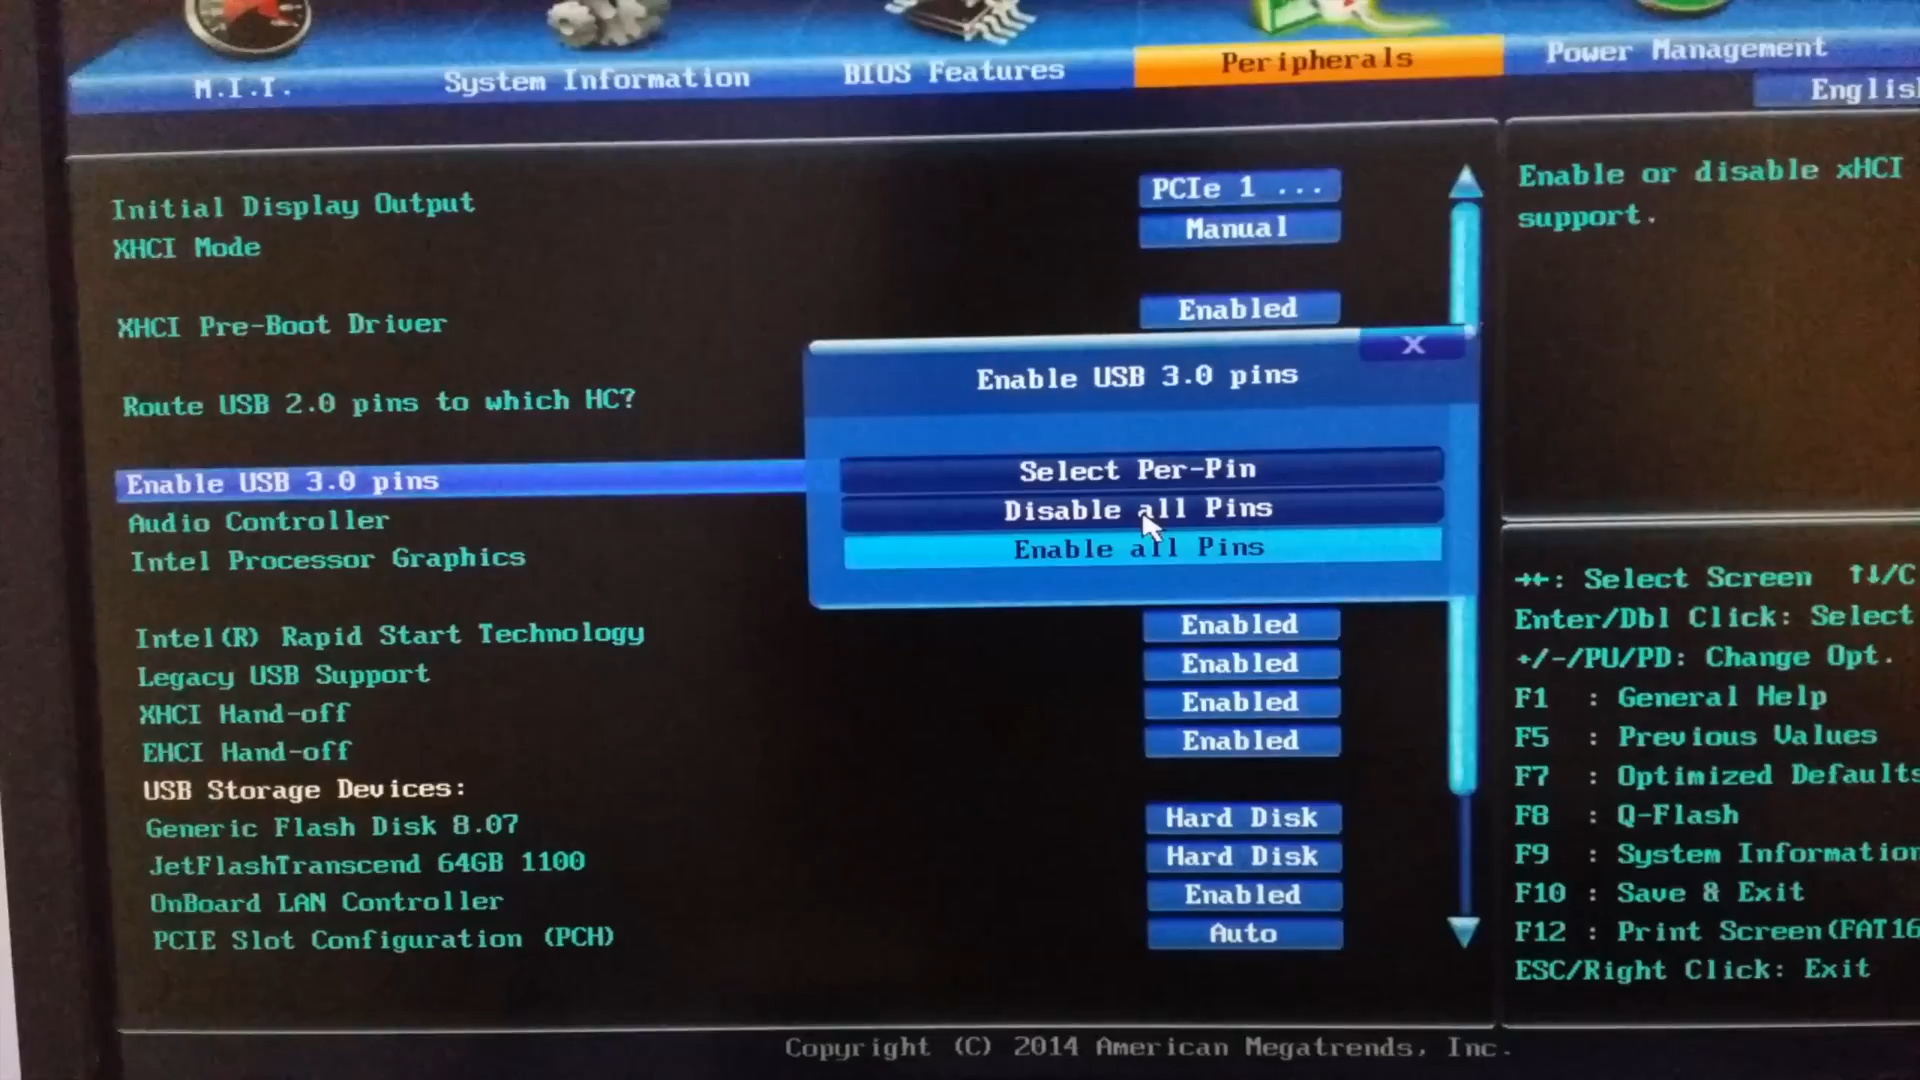 M.I.T.
System Information
BIOS Features
Peripherals
Power Management
English
Initial Display Output
PCIe 1 ...
XHCI Mode
Manual
XHCI Pre-Boot Driver
Enabled
Route USB 2.0 pins to which HC?
Enable USB 3.0 pins
Audio Controller
Intel Processor Graphics
X
Enable USB 3.0 pins
Select Per-Pin
Disable all Pins
Enable all Pins
Intel(R) Rapid Start Technology
Enabled
Legacy USB Support
Enabled
XHCI Hand-off
Enabled
EHCI Hand-off
Enabled
USB Storage Devices:
Generic Flash Disk 8.07
Hard Disk
JetFlashTranscend 64GB 1100
Hard Disk
OnBoard LAN Controller
Enabled
PCIE Slot Configuration (PCH)
Auto
Enable or disable xHCI
support.
→←: Select Screen ↑↓/C
Enter/Dbl Click: Select
+/-/PU/PD: Change Opt.
F1 : General Help
F5 : Previous Values
F7 : Optimized Defaults
F8 : Q-Flash
F9 : System Information
F10 : Save & Exit
F12 : Print Screen(FAT16
ESC/Right Click: Exit
Copyright (C) 2014 American Megatrends, Inc.